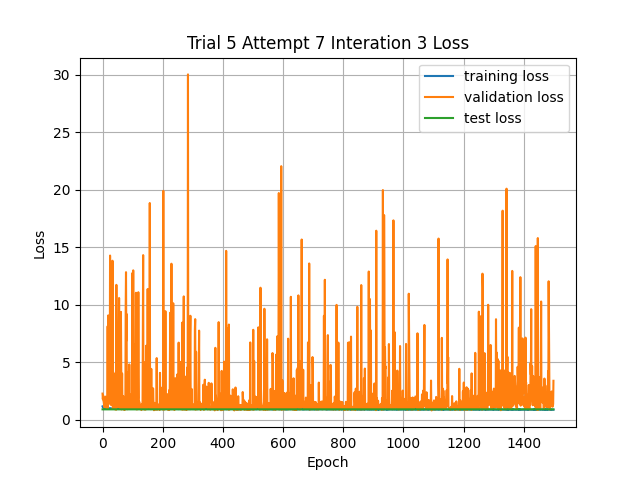 Trial 5 Attempt 7 Interation 3 Loss
training loss
validation loss
test loss
Loss
30
25
20
15
10
5
0
0 200 400 600 800 1000 1200 1400
Epoch